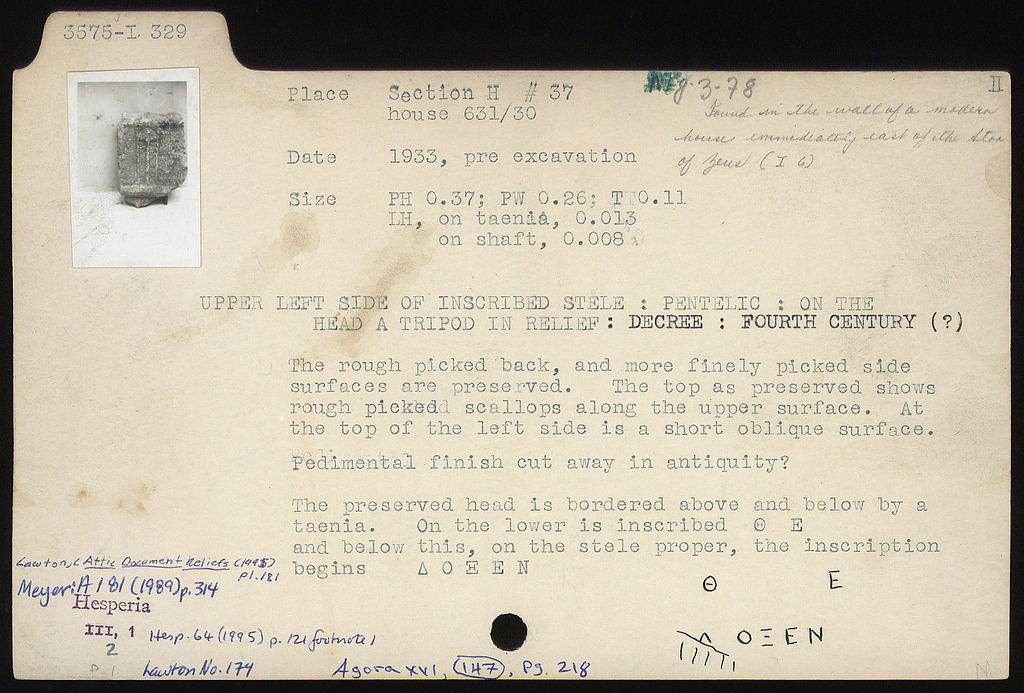 3575-I 329
II
Neg. 3-78
Place Section H # 37
house 631/30
Found in the wall of a modern
house immediately east of the Stoa
of Zeus (I 6)
Date 1933, pre excavation
Size PH 0.37; PW 0.26; T 0.11
LH, on taenia, 0.013
on shaft, 0.008
UPPER LEFT SIDE OF INSCRIBED STELE : PENTELIC : ON THE
HEAD A TRIPOD IN RELIEF : DECREE : FOURTH CENTURY (?)
The rough picked back, and more finely picked side
surfaces are preserved. The top as preserved shows
rough pickedd scallops along the upper surface. At
the top of the left side is a short oblique surface.
Pedimental finish cut away in antiquity?
The preserved head is bordered above and below by a
taenia. On the lower is inscribed Θ Ε
and below this, on the stele proper, the inscription
begins Δ Ο Ξ Ε Ν
Θ Ε
Λ Ο Ξ Ε Ν
Lawton, Attic Document Reliefs (1995)
pl. 181
Meyer: A 181 (1989) p. 314
Hesperia
III, 1
2
Hesp. 64 (1995) p. 121 footnote 1
P 1
Lawton No. 174
Agora XVI, 147, Pg. 218